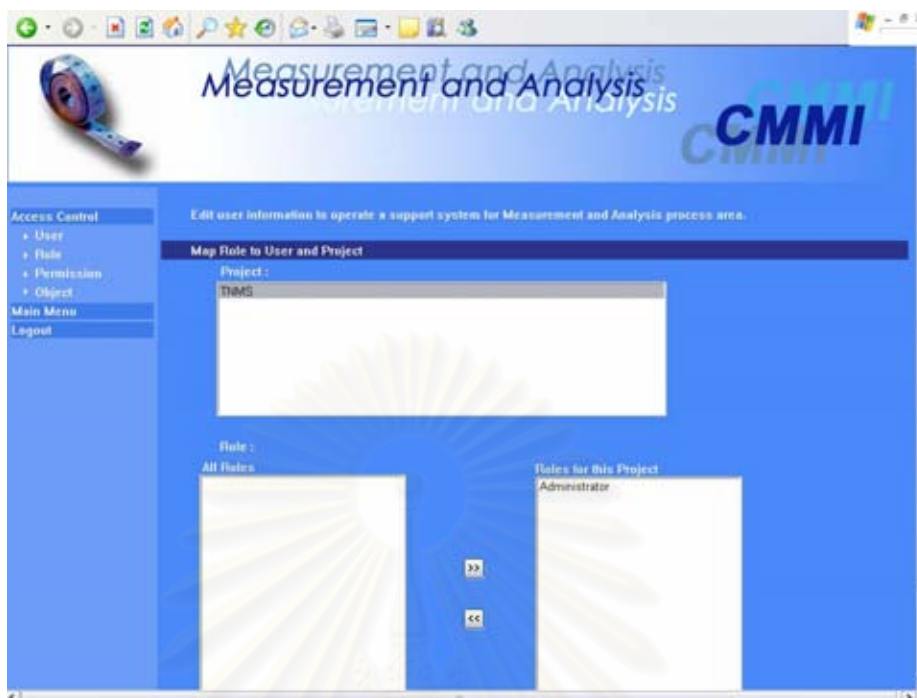 Measurement and Analysis
CMMI
Access Control
User
Role
Permission
Object
Main Menu
Logout
Edit user information to operate a support system for Measurement and Analysis process area.
Map Role to User and Project
Project :
TNMS
Role :
All Roles
Roles for this Project
Administrator
>>
<<